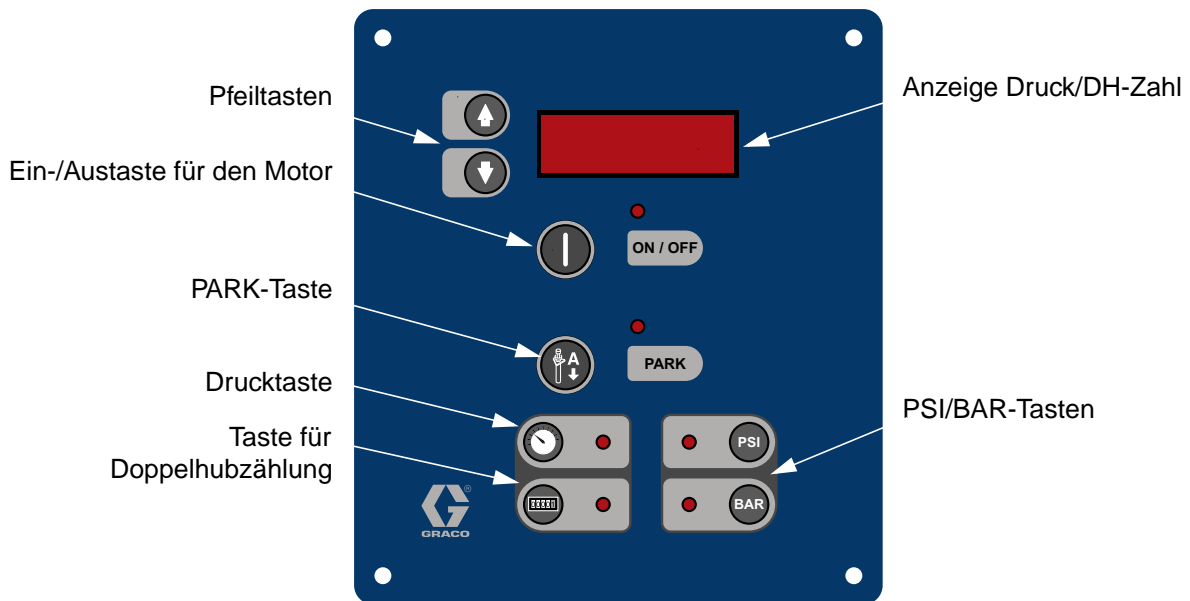 Pfeiltasten
Anzeige Druck/DH-Zahl
Ein-/Austaste für den Motor
ON / OFF
PARK-Taste
A
PARK
Drucktaste
PSI/BAR-Tasten
Taste für
Doppelhubzählung
PSI
BAR
®
GRACO